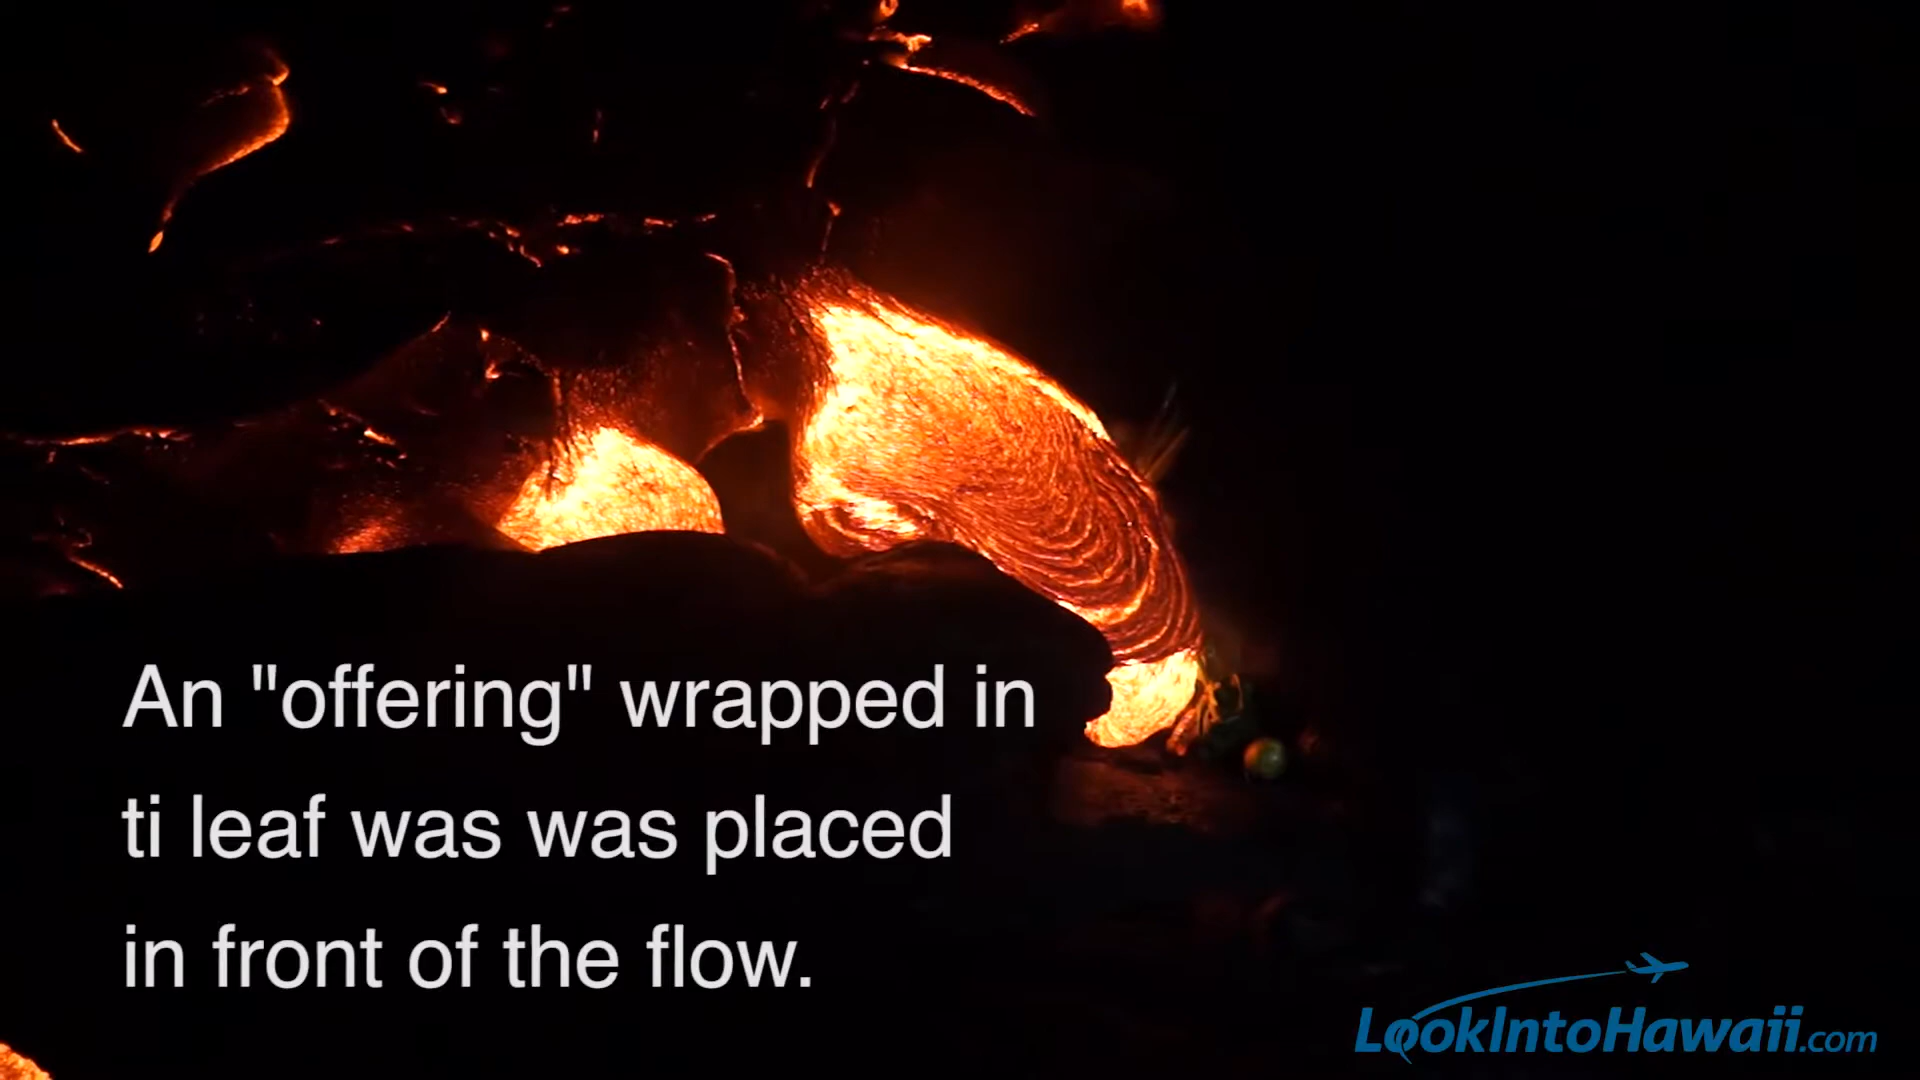 An "offering" wrapped in
ti leaf was was placed
in front of the flow.
LookIntoHawaii.com